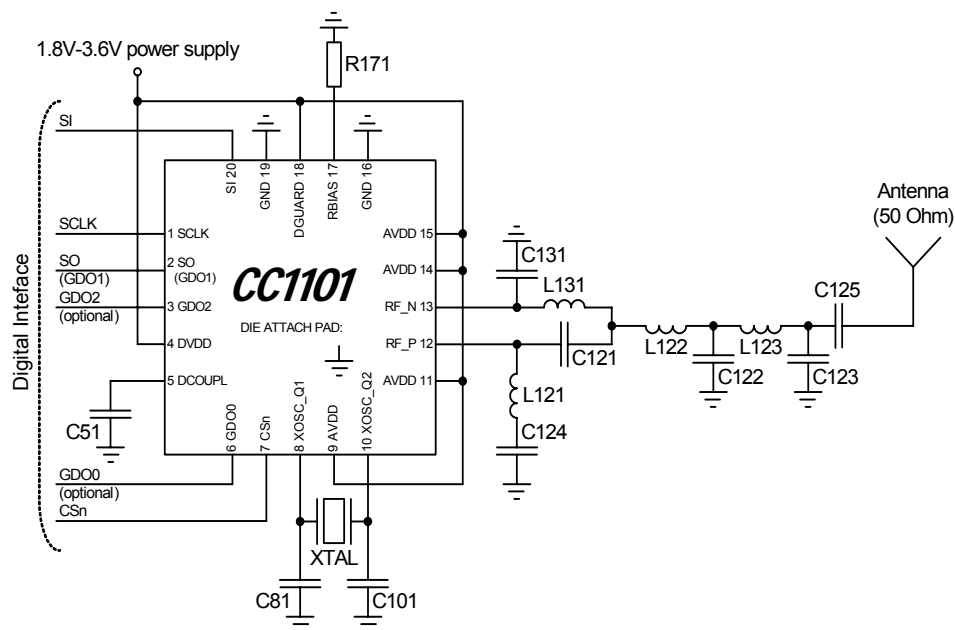 1.8V-3.6V power supply
R171
SI
SI 20
GND 19
DGUARD 18
RBIAS 17
GND 16
Antenna
(50 Ohm)
SCLK
1 SCLK
AVDD 15
C131
SO
(GDO1)
2 SO
(GDO1)
CC1101
AVDD 14
L131
C125
GDO2
(optional)
3 GDO2
DIE ATTACH PAD:
RF_N 13
Digital Inteface
4 DVDD
RF_P 12
C121
L122
C122
L123
C123
5 DCOUPL
AVDD 11
L121
C51
6 GDO0
7 CSn
8 XOSC_Q1
9 AVDD
10 XOSC_Q2
C124
GDO0
(optional)
CSn
XTAL
C81
C101